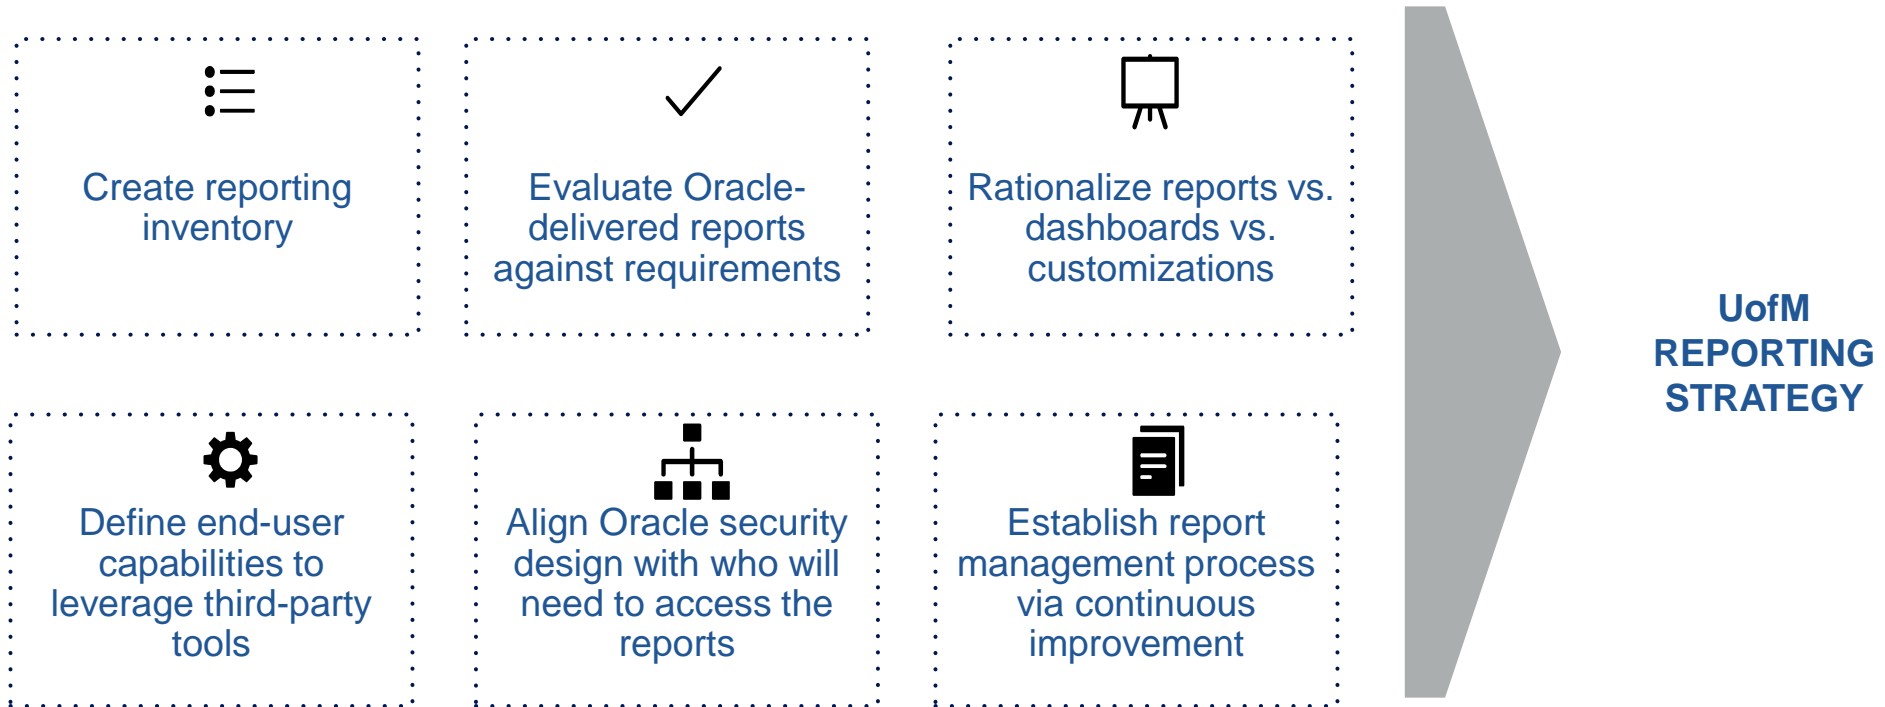 Create reporting
inventory
Evaluate Oracle-
delivered reports
against requirements
Rationalize reports vs.
dashboards vs.
customizations
Define end-user
capabilities to
leverage third-party
tools
Align Oracle security
design with who will
need to access the
reports
Establish report
management process
via continuous
improvement
UofM
REPORTING
STRATEGY